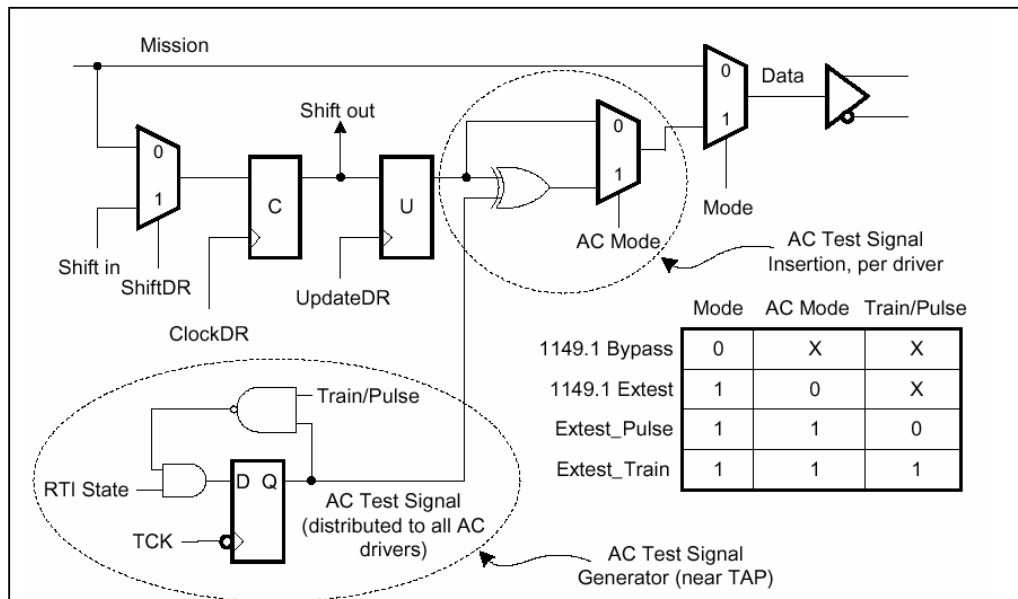 Mission
0
1
Data
Shift out
0
1
0
1
C
U
Mode
AC Mode
Shift in
ShiftDR
UpdateDR
ClockDR
AC Test Signal
Insertion, per driver
Mode AC Mode Train/Pulse
1149.1 Bypass 0 X X
1149.1 Extest 1 0 X
Extest_Pulse 1 1 0
Extest_Train 1 1 1
Train/Pulse
RTI State
D Q
TCK
AC Test Signal
(distributed to all AC
drivers)
AC Test Signal
Generator (near TAP)